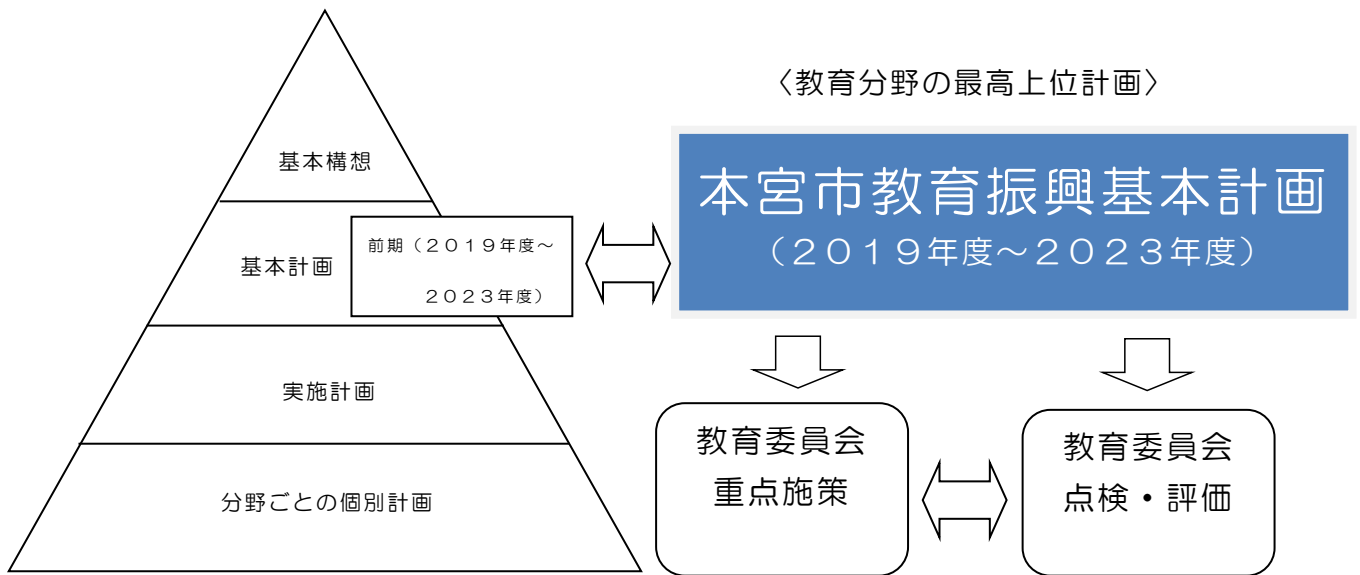 〈教育分野の最高上位計画〉
本宮市教育振興基本計画
（２０１９年度～２０２３年度）
基本構想
基本計画
前期（２０１９年度～
２０２３年度）
実施計画
分野ごとの個別計画
教育委員会
重点施策
教育委員会
点検・評価